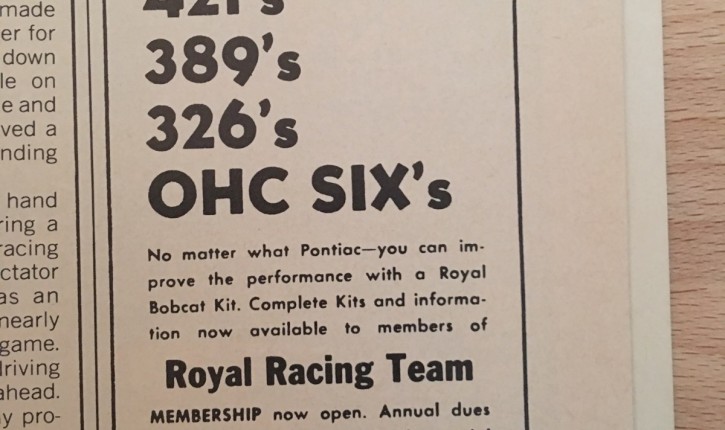 made
er for
down
le on
e and
ved a
nding
hand
ring a
racing
ctator
as an
nearly
game.
driving
ahead.
y pro-
421's
389's
326's
OHC SIX's
No matter what Pontiac—you can im-
prove the performance with a Royal
Bobcat Kit. Complete Kits and informa-
tion now available to members of
Royal Racing Team
MEMBERSHIP now open. Annual dues